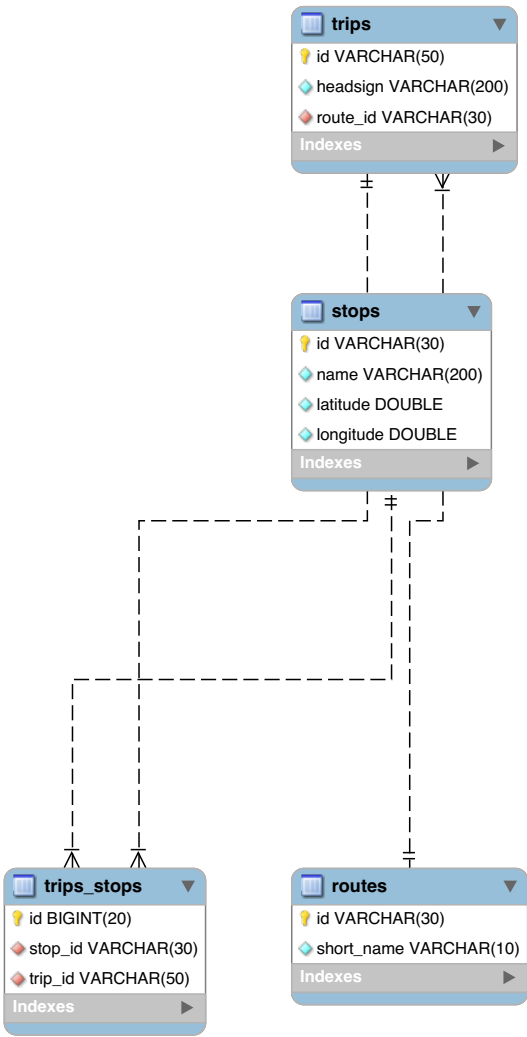 trips
id VARCHAR(50)
headsign VARCHAR(200)
route_id VARCHAR(30)
Indexes
stops
id VARCHAR(30)
name VARCHAR(200)
latitude DOUBLE
longitude DOUBLE
Indexes
trips_stops
id BIGINT(20)
stop_id VARCHAR(30)
trip_id VARCHAR(50)
Indexes
routes
id VARCHAR(30)
short_name VARCHAR(10)
Indexes